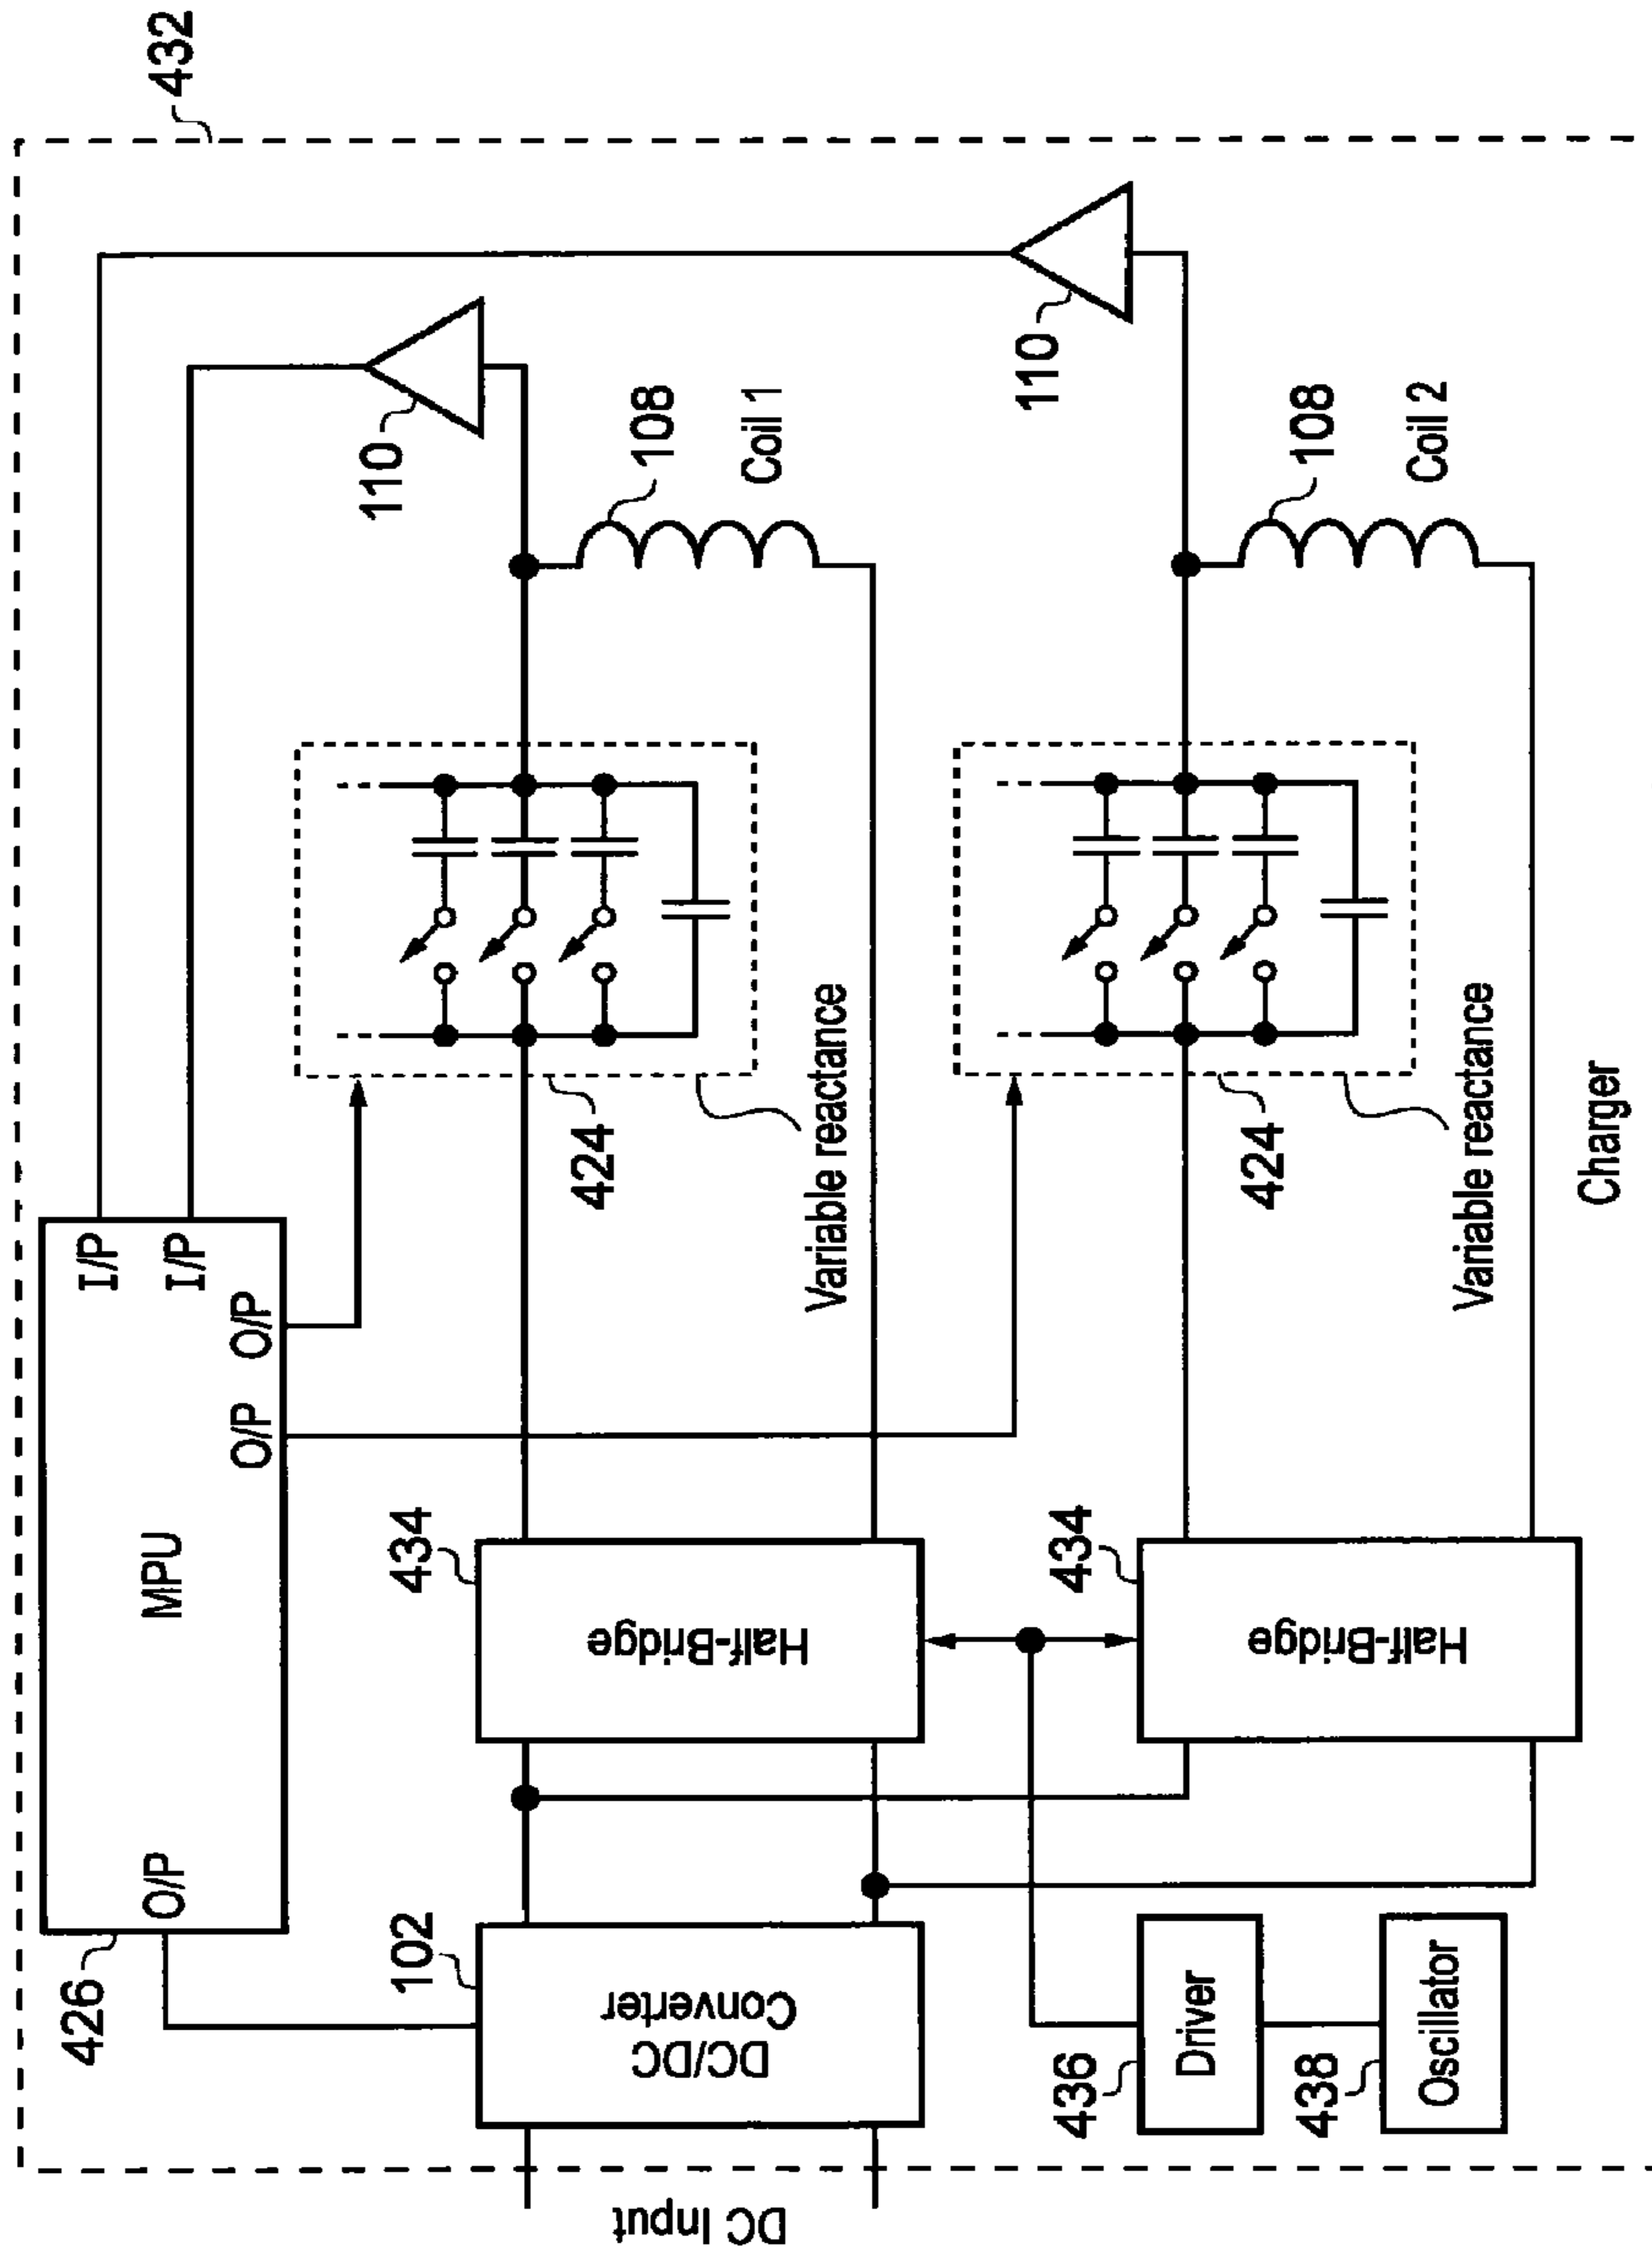 432
I/P
I/P
O/P
O/P
MPU
O/P
426
110
110
108
Coil 1
108
Coil 2
424
Variable reactance
424
Variable reactance
434
Half-Bridge
434
Half-Bridge
102
DC/DC
Converter
436
Driver
438
Oscillator
DC Input
Charger